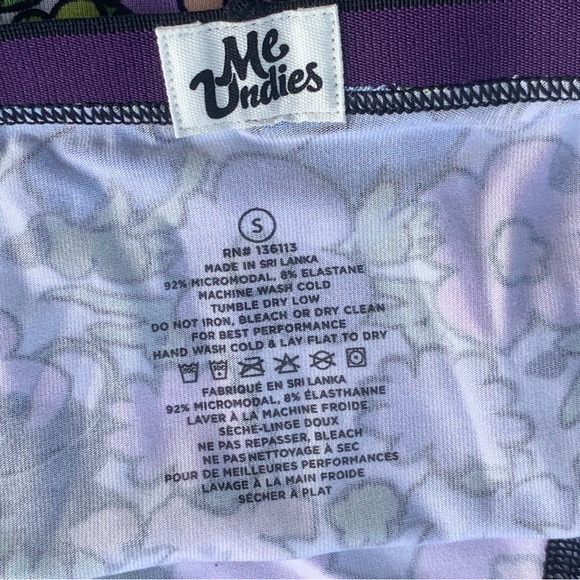 Me
Undies
S
RN# 136113
MADE IN SRI LANKA
92% MICROMODAL, 8% ELASTANE
MACHINE WASH COLD
TUMBLE DRY LOW
DO NOT IRON, BLEACH OR DRY CLEAN
FOR BEST PERFORMANCE
HAND WASH COLD & LAY FLAT TO DRY
FABRIQUÉ EN SRI LANKA
92% MICROMODAL, 8% ÉLASTHANNE
LAVER À LA MACHINE FROIDE
SÈCHE-LINGE DOUX
NE PAS REPASSER, BLEACH
NE PAS NETTOYAGE À SEC
POUR DE MEILLEURES PERFORMANCES
LAVAGE À LA MAIN FROIDE
SÉCHER À PLAT